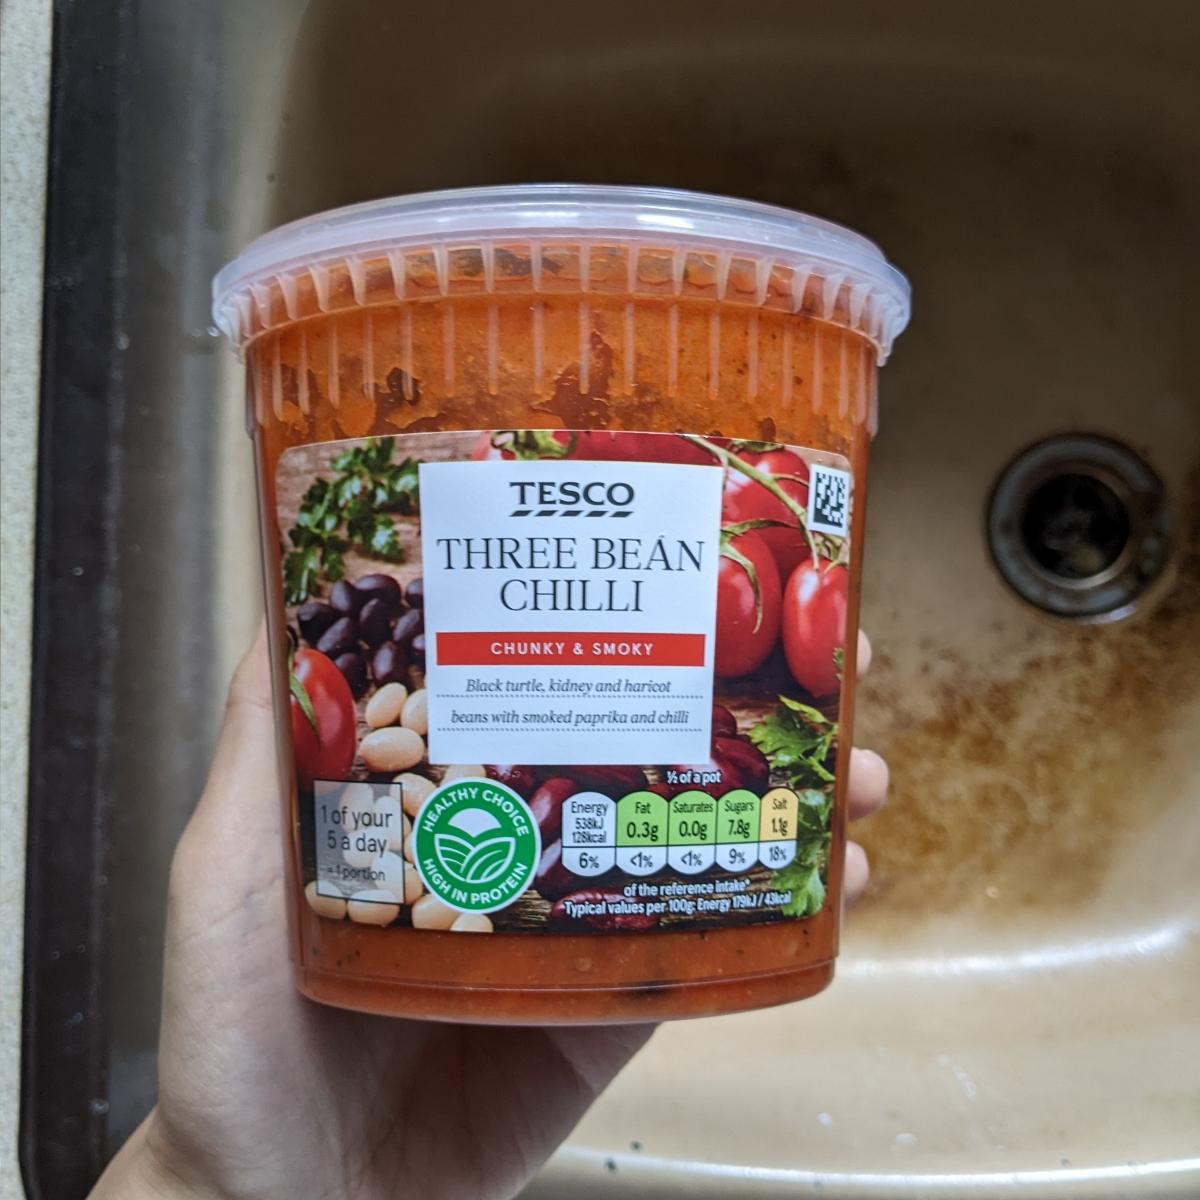 TESCO
THREE BEAN
CHILLI
CHUNKY & SMOKY
Black turtle, kidney and haricot
beans with smoked paprika and chilli
1 of your
5 a day
= 1 portion
HEALTHY CHOICE
HIGH IN PROTEIN
½ of a pot
Energy
538kJ
128kcal
6%
Fat
0.3g
<1%
Saturates
0.0g
<1%
Sugars
7.8g
9%
Salt
1.1g
18%
of the reference intake*
Typical values per 100g: Energy 179kJ / 43kcal